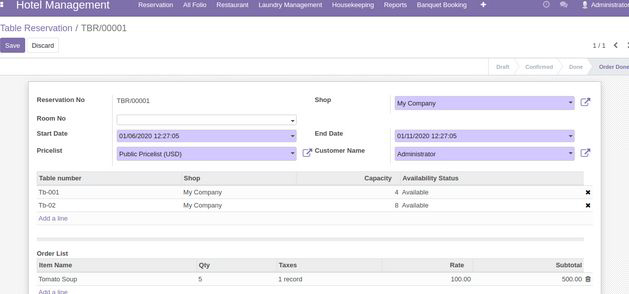 Hotel Management Reservation All Folio Restaurant Laundry Management Housekeeping Reports Banquet Booking Administrator
Table Reservation / TBR/00001
Save Discard 1 / 1
Draft Confirmed Done Order Done
Reservation No TBR/00001 Shop My Company
Room No
Start Date 01/06/2020 12:27:05 End Date 01/11/2020 12:27:05
Pricelist Public Pricelist (USD) Customer Name Administrator
Table number Shop Capacity Availability Status
Tb-001 My Company 4 Available
Tb-02 My Company 8 Available
Add a line
Order List
Item Name Qty Taxes Rate Subtotal
Tomato Soup 5 1 record 100.00 500.00
Add a line